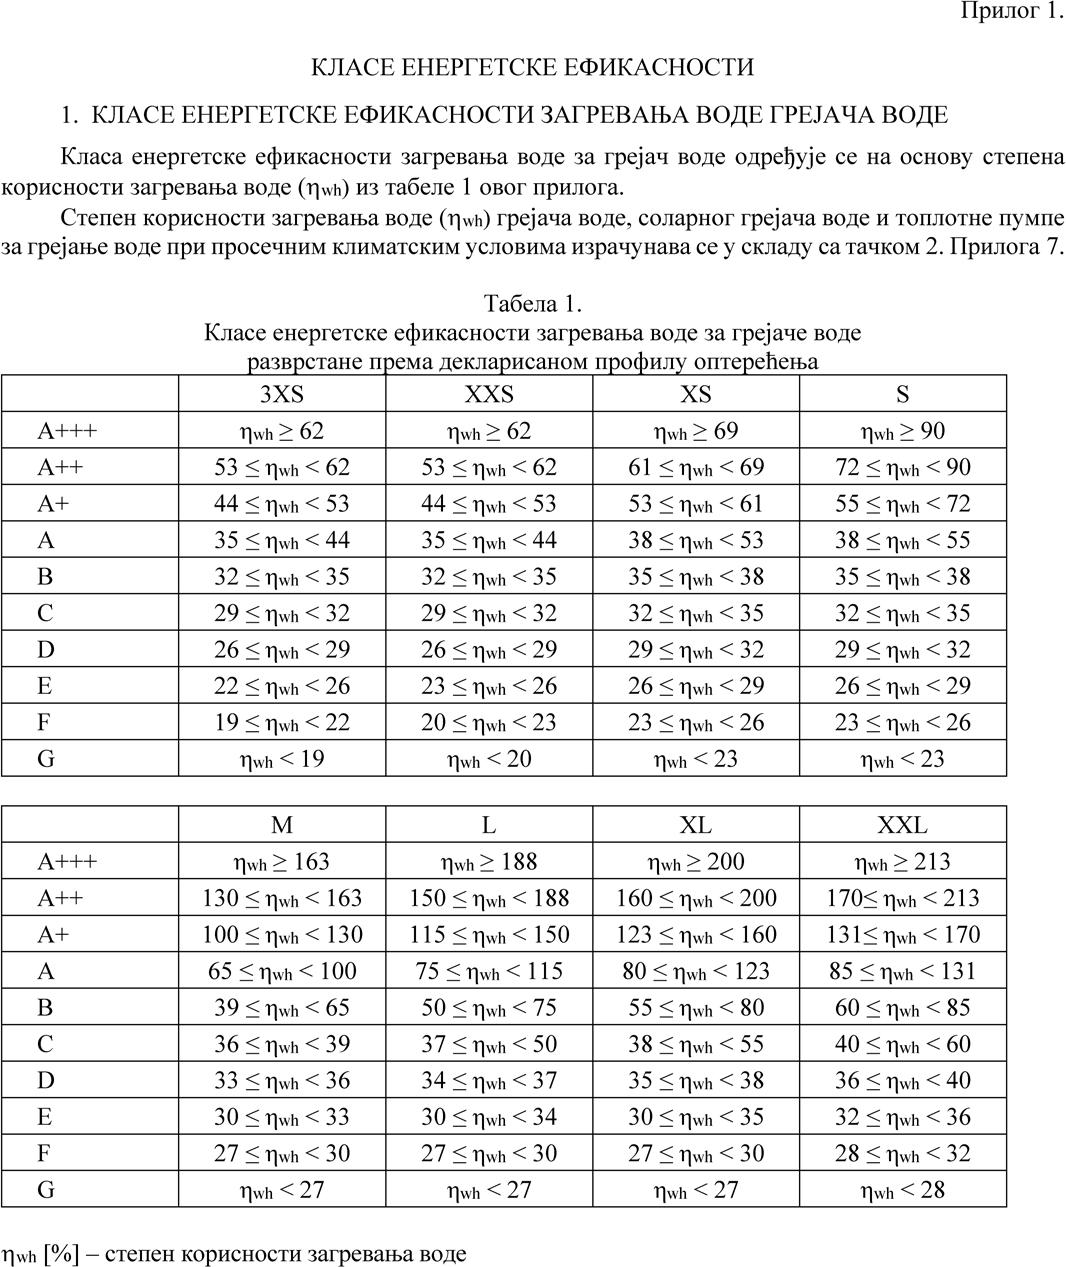 Прилог 1.
КЛАСЕ ЕНЕРГЕТСКЕ ЕФИКАСНОСТИ
1. КЛАСЕ ЕНЕРГЕТСКЕ ЕФИКАСНОСТИ ЗАГРЕВАЊА ВОДЕ ГРЕЈАЧА ВОДЕ
Класа енергетске ефикасности загревања воде за грејач воде одређује се на основу степена
корисности загревања воде (ηwh) из табеле 1 овог прилога.
Степен корисности загревања воде (ηwh) грејача воде, соларног грејача воде и топлотне пумпе
за грејање воде при просечним климатским условима израчунава се у складу са тачком 2. Прилога 7.
Табела 1.
Класе енергетске ефикасности загревања воде за грејаче воде
разврстане према декларисаном профилу оптерећења
3XS XXS XS S
A+++ ηwh ≥ 62 ηwh ≥ 62 ηwh ≥ 69 ηwh ≥ 90
A++ 53 ≤ ηwh < 62 53 ≤ ηwh < 62 61 ≤ ηwh < 69 72 ≤ ηwh < 90
A+ 44 ≤ ηwh < 53 44 ≤ ηwh < 53 53 ≤ ηwh < 61 55 ≤ ηwh < 72
A 35 ≤ ηwh < 44 35 ≤ ηwh < 44 38 ≤ ηwh < 53 38 ≤ ηwh < 55
B 32 ≤ ηwh < 35 32 ≤ ηwh < 35 35 ≤ ηwh < 38 35 ≤ ηwh < 38
C 29 ≤ ηwh < 32 29 ≤ ηwh < 32 32 ≤ ηwh < 35 32 ≤ ηwh < 35
D 26 ≤ ηwh < 29 26 ≤ ηwh < 29 29 ≤ ηwh < 32 29 ≤ ηwh < 32
E 22 ≤ ηwh < 26 23 ≤ ηwh < 26 26 ≤ ηwh < 29 26 ≤ ηwh < 29
F 19 ≤ ηwh < 22 20 ≤ ηwh < 23 23 ≤ ηwh < 26 23 ≤ ηwh < 26
G ηwh < 19 ηwh < 20 ηwh < 23 ηwh < 23
M L XL XXL
A+++ ηwh ≥ 163 ηwh ≥ 188 ηwh ≥ 200 ηwh ≥ 213
A++ 130 ≤ ηwh < 163 150 ≤ ηwh < 188 160 ≤ ηwh < 200 170≤ ηwh < 213
A+ 100 ≤ ηwh < 130 115 ≤ ηwh < 150 123 ≤ ηwh < 160 131≤ ηwh < 170
A 65 ≤ ηwh < 100 75 ≤ ηwh < 115 80 ≤ ηwh < 123 85 ≤ ηwh < 131
B 39 ≤ ηwh < 65 50 ≤ ηwh < 75 55 ≤ ηwh < 80 60 ≤ ηwh < 85
C 36 ≤ ηwh < 39 37 ≤ ηwh < 50 38 ≤ ηwh < 55 40 ≤ ηwh < 60
D 33 ≤ ηwh < 36 34 ≤ ηwh < 37 35 ≤ ηwh < 38 36 ≤ ηwh < 40
E 30 ≤ ηwh < 33 30 ≤ ηwh < 34 30 ≤ ηwh < 35 32 ≤ ηwh < 36
F 27 ≤ ηwh < 30 27 ≤ ηwh < 30 27 ≤ ηwh < 30 28 ≤ ηwh < 32
G ηwh < 27 ηwh < 27 ηwh < 27 ηwh < 28
ηwh [%] – степен корисности загревања воде